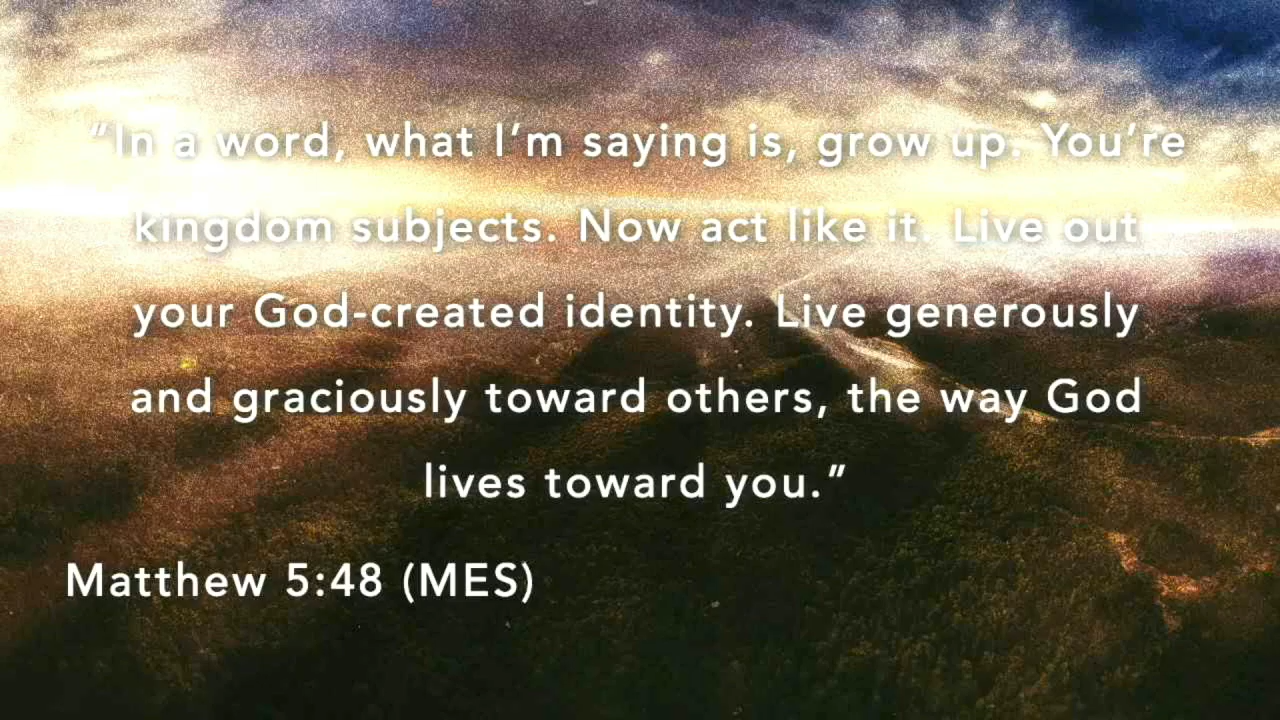 “In a word, what I’m saying is, grow up. You’re
kingdom subjects. Now act like it. Live out
your God-created identity. Live generously
and graciously toward others, the way God
lives toward you.”
Matthew 5:48 (MES)